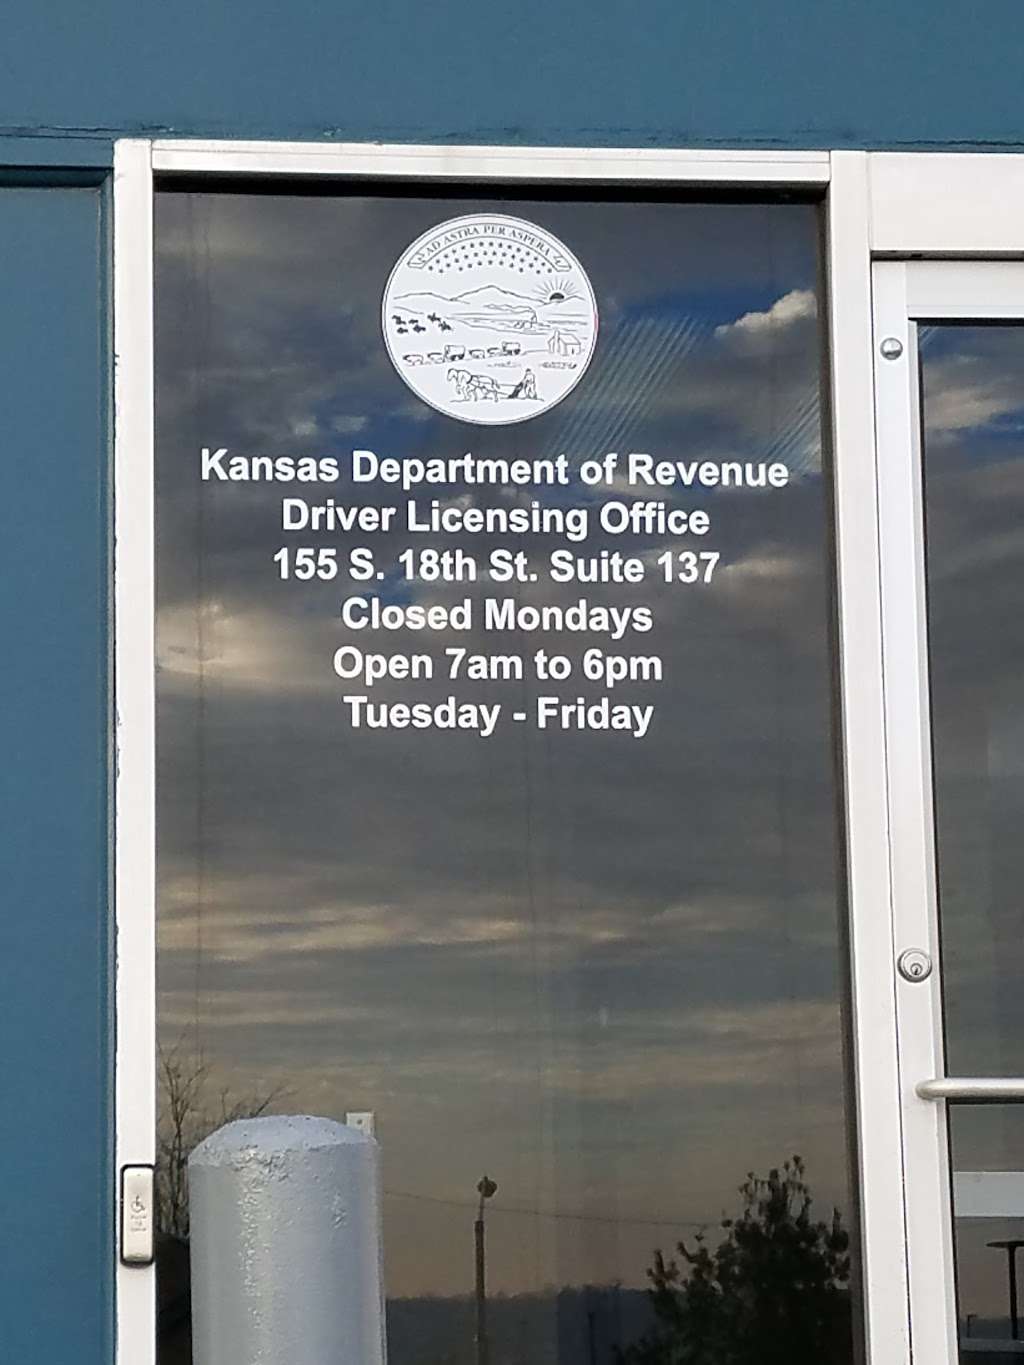 AD ASTRA PER ASPERA
Kansas Department of Revenue
Driver Licensing Office
155 S. 18th St. Suite 137
Closed Mondays
Open 7am to 6pm
Tuesday - Friday